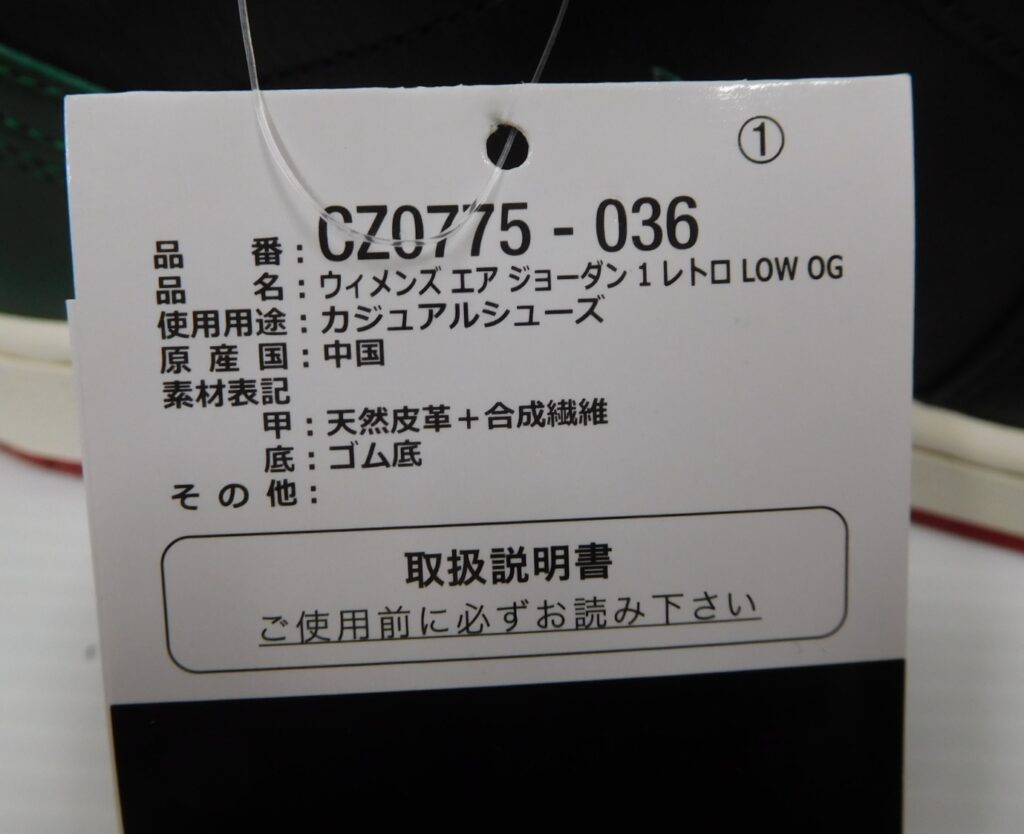 ①
品番：CZ0775 - 036
品名：ウィメンズ エア ジョーダン 1 レトロ LOW OG
使用用途：カジュアルシューズ
原産国：中国
素材表記
甲：天然皮革＋合成繊維
底：ゴム底
その他：
取扱説明書
ご使用前に必ずお読み下さい